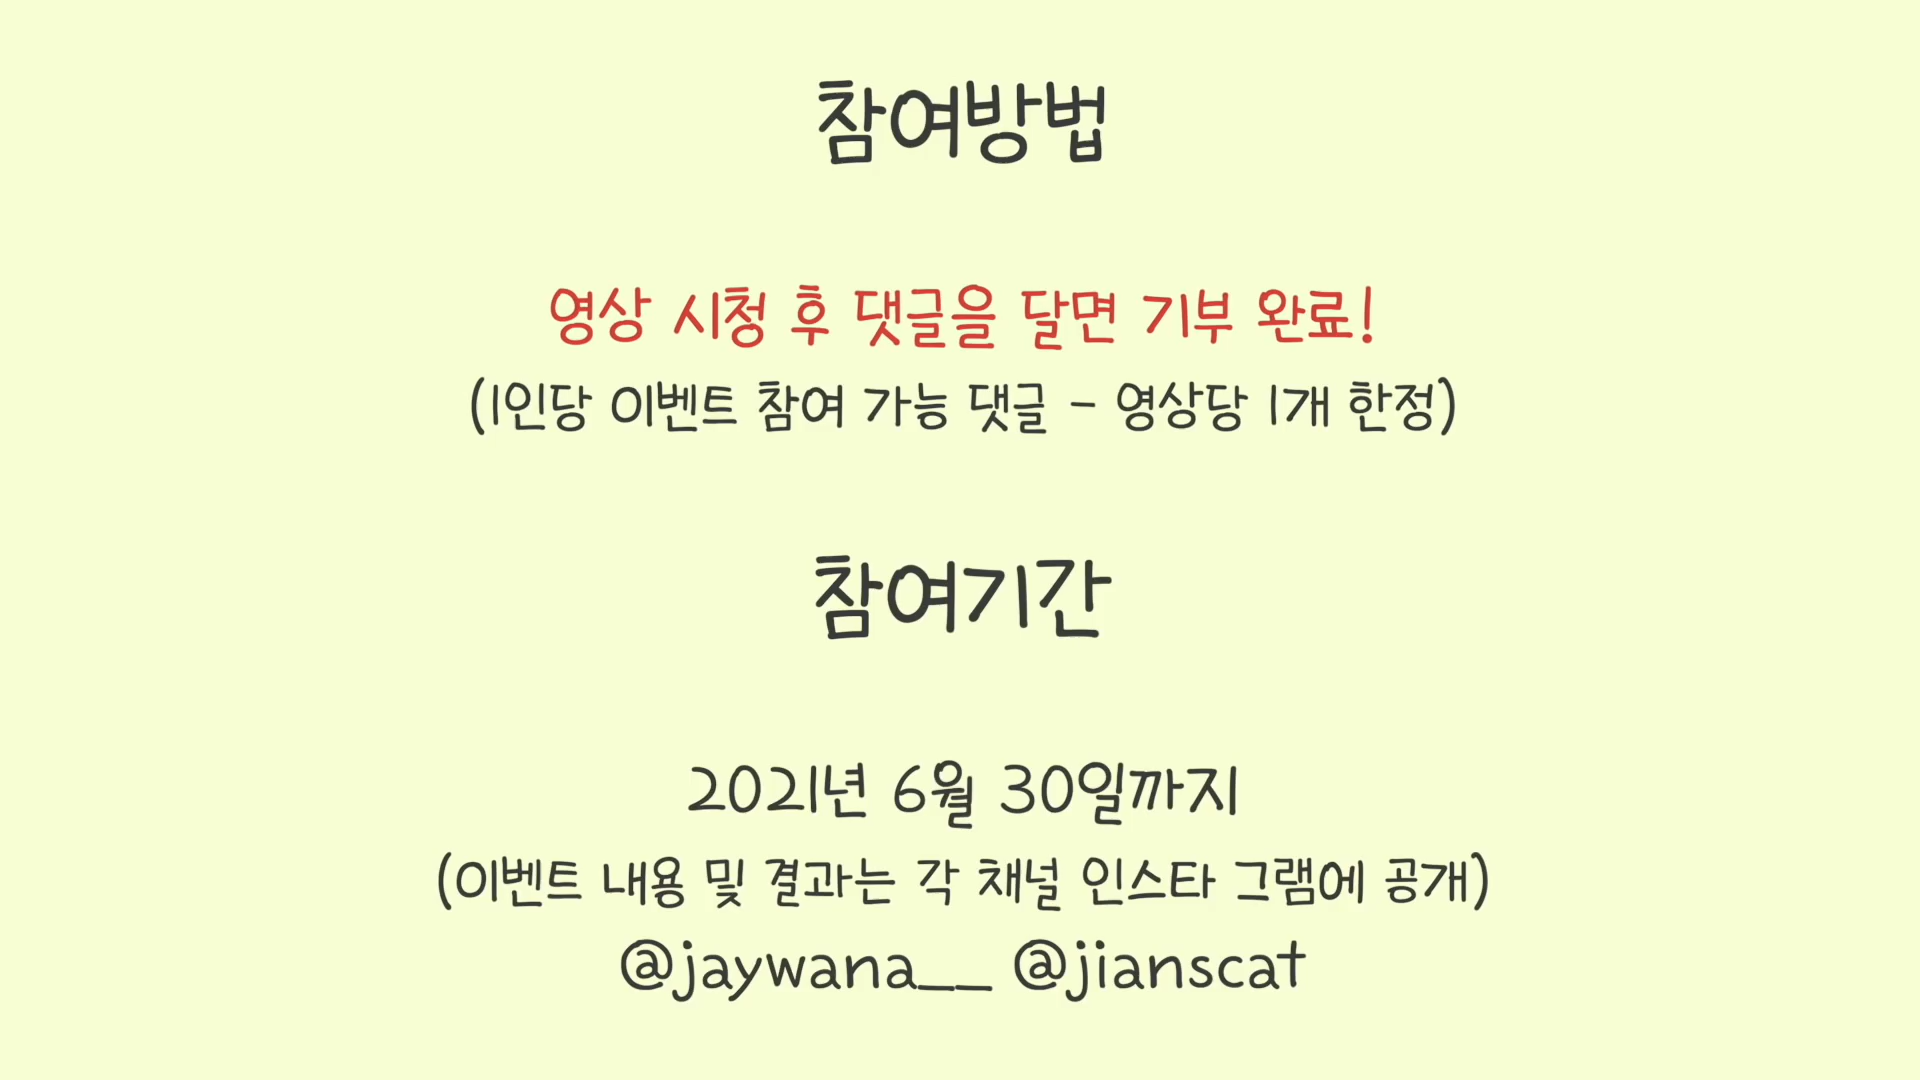 참여방법
영상 시청 후 댓글을 달면 기부 완료!
(1인당 이벤트 참여 가능 댓글 - 영상당 1개 한정)
참여기간
2021년 6월 30일까지
(이벤트 내용 및 결과는 각 채널 인스타 그램에 공개)
@jaywana__ @jianscat